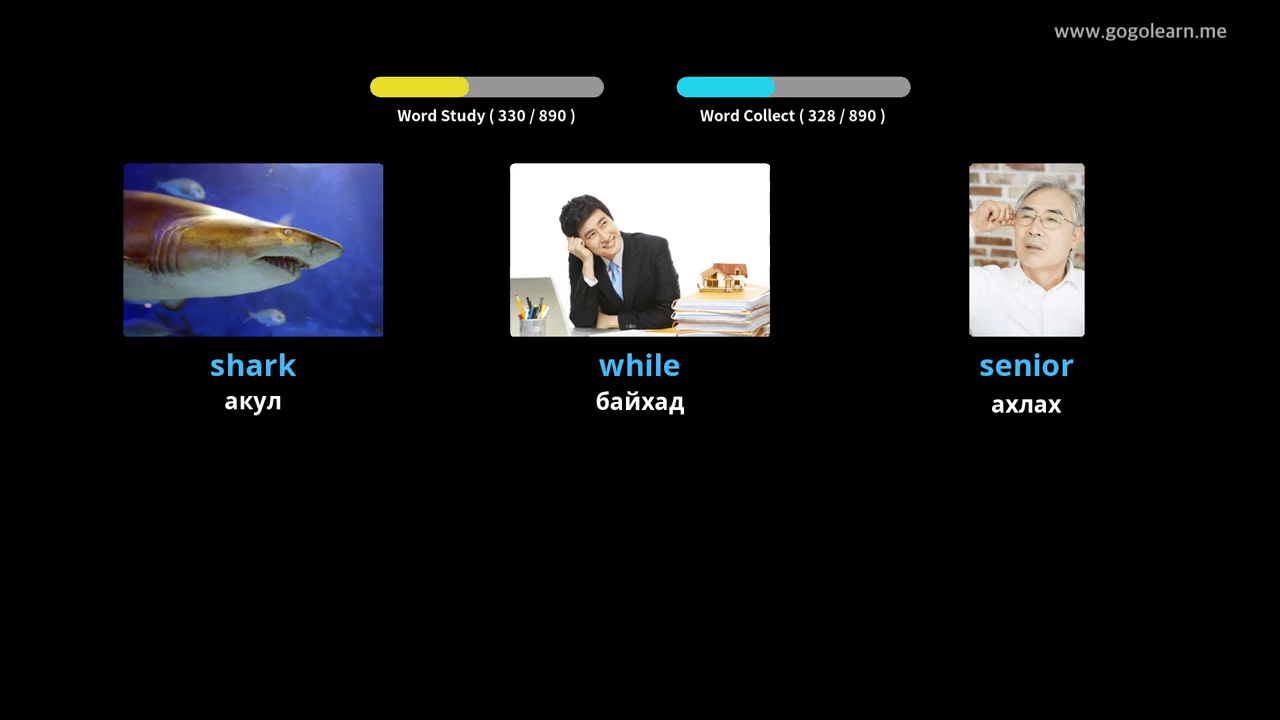 www.gogolearn.me
Word Study ( 330 / 890 )
Word Collect ( 328 / 890 )
shark
while
senior
акул
байхад
ахлах